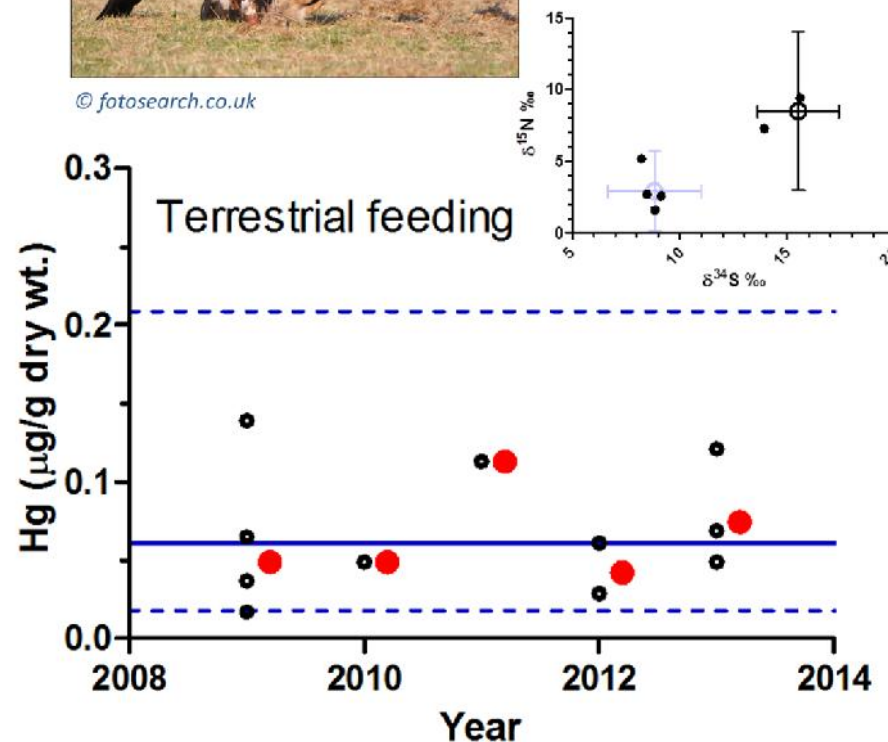 © fotosearch.co.uk
15
10
5
0
δ15N ‰
5
10
15
δ34S ‰
Terrestrial feeding
0.3
0.2
0.1
0.0
Hg (μg/g dry wt.)
2008
2010
2012
2014
Year